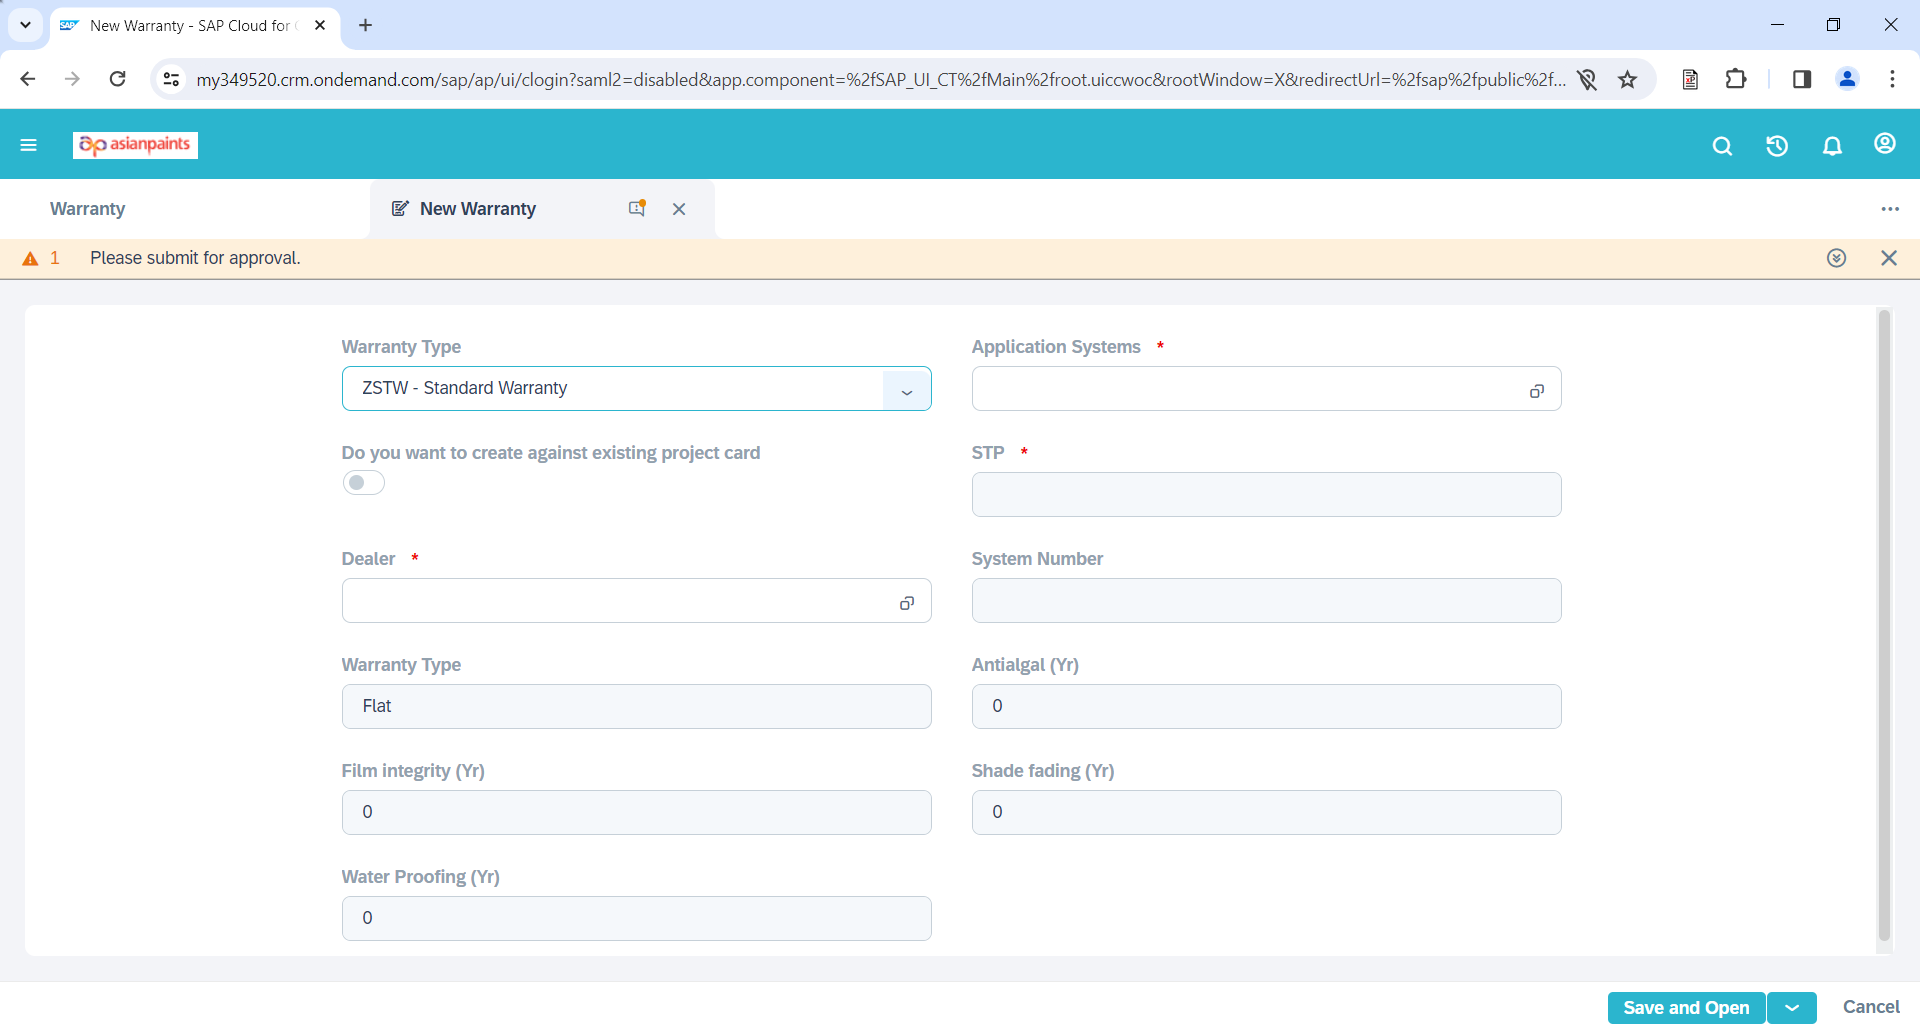 New Warranty - SAP Cloud for
my349520.crm.ondemand.com/sap/ap/ui/clogin?saml2=disabled&app.component=%2fSAP_UI_CT%2fMain%2froot.uiccwoc&rootWindow=X&redirectUrl=%2fsap%2fpublic%2f...
ap asianpaints
Warranty
New Warranty
1 Please submit for approval.
Warranty Type
Application Systems *
ZSTW - Standard Warranty
Do you want to create against existing project card
STP *
Dealer *
System Number
Warranty Type
Antialgal (Yr)
Flat
0
Film integrity (Yr)
Shade fading (Yr)
0
0
Water Proofing (Yr)
0
Save and Open
Cancel